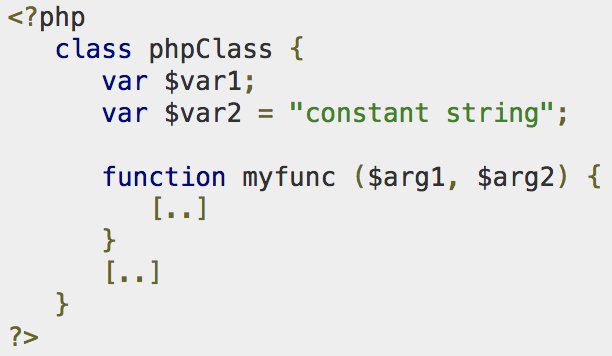 <?php
   class phpClass {
      var $var1;
      var $var2 = "constant string";

      function myfunc ($arg1, $arg2) {
         [..]
      }
      [..]
   }
?>